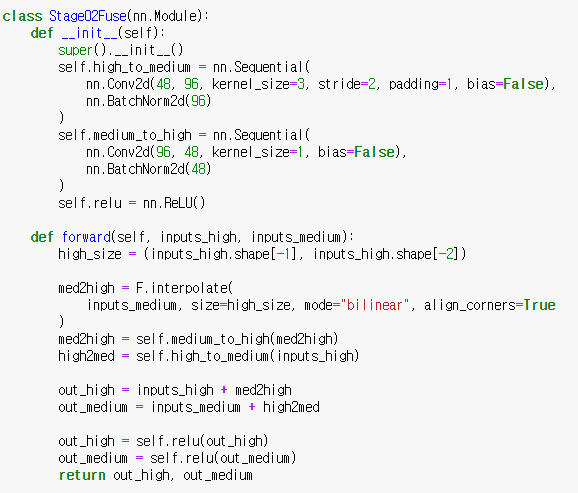 class StageO2Fuse(nn.Module):
    def __init__(self):
        super().__init__()
        self.high_to_medium = nn.Sequential(
            nn.Conv2d(48, 96, kernel_size=3, stride=2, padding=1, bias=False),
            nn.BatchNorm2d(96)
        )
        self.medium_to_high = nn.Sequential(
            nn.Conv2d(96, 48, kernel_size=1, bias=False),
            nn.BatchNorm2d(48)
        )
        self.relu = nn.ReLU()

    def forward(self, inputs_high, inputs_medium):
        high_size = (inputs_high.shape[-1], inputs_high.shape[-2])

        med2high = F.interpolate(
            inputs_medium, size=high_size, mode="bilinear", align_corners=True
        )
        med2high = self.medium_to_high(med2high)
        high2med = self.high_to_medium(inputs_high)

        out_high = inputs_high + med2high
        out_medium = inputs_medium + high2med

        out_high = self.relu(out_high)
        out_medium = self.relu(out_medium)
        return out_high, out_medium